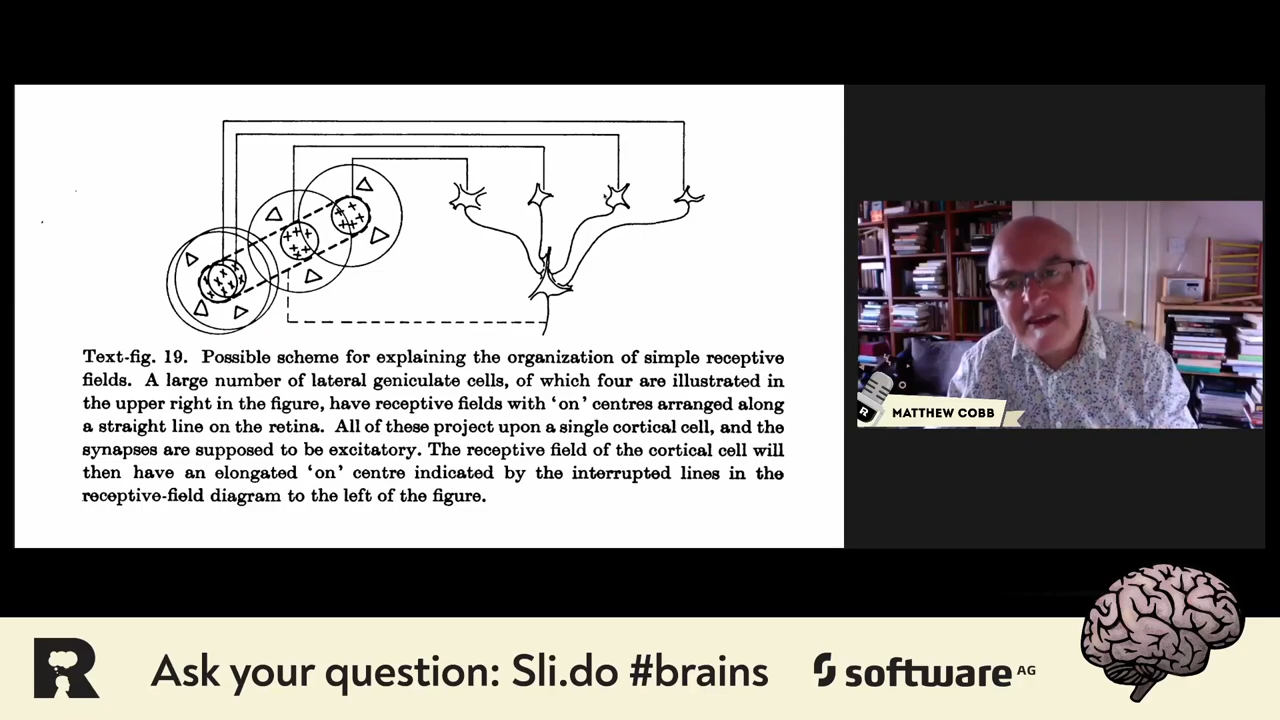 Text-fig. 19. Possible scheme for explaining the organization of simple receptive
fields. A large number of lateral geniculate cells, of which four are illustrated in
the upper right in the figure, have receptive fields with ‘on’ centres arranged along
a straight line on the retina. All of these project upon a single cortical cell, and the
synapses are supposed to be excitatory. The receptive field of the cortical cell will
then have an elongated ‘on’ centre indicated by the interrupted lines in the
receptive-field diagram to the left of the figure.
R
MATTHEW COBB
R
Ask your question: Sli.do #brains
software AG